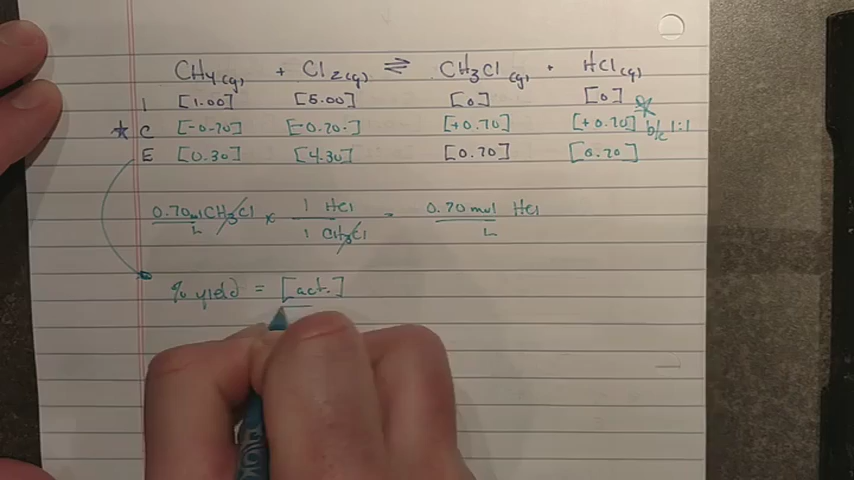 CH4(g) + Cl2(g) ⇌ CH3Cl(g) + HCl(g)
I [1.00] [5.00] [0] [0]
★ C [-0.70] [-0.70] [+0.70] [+0.70] b/c 1:1
E [0.30] [4.30] [0.70] [0.70]
0.70mol/L CH3Cl x 1 HCl/1 CH3Cl = 0.70 mol/L HCl
% yield = [act.]